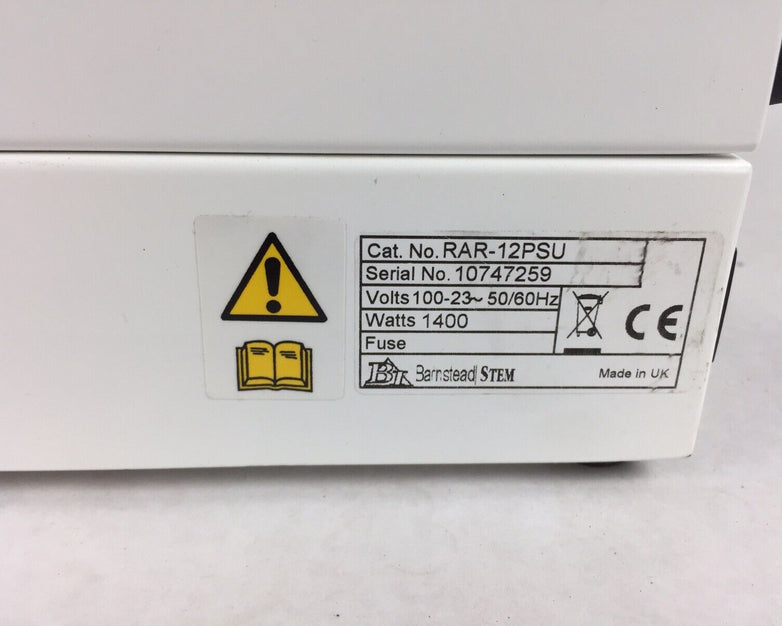 Cat. No. RAR-12PSU
Serial No. 10747259
Volts 100-23~ 50/60Hz
Watts 1400
Fuse
CE
Barnstead STEM
Made in UK